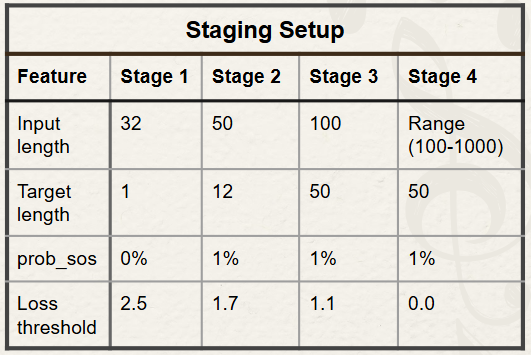 Staging Setup
Feature Stage 1 Stage 2 Stage 3 Stage 4
Input length 32 50 100 Range (100-1000)
Target length 1 12 50 50
prob_sos 0% 1% 1% 1%
Loss threshold 2.5 1.7 1.1 0.0